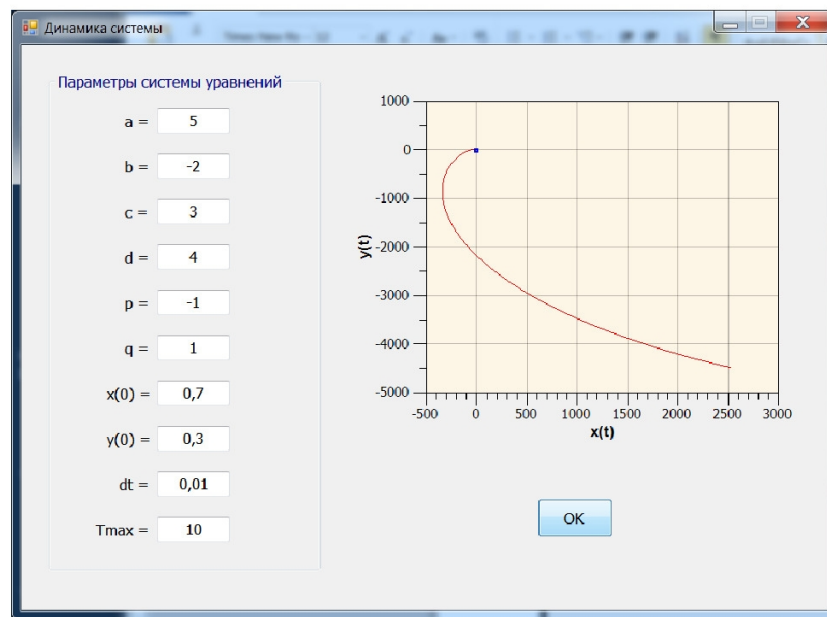 Динамика системы
Параметры системы уравнений
a = 5
b = -2
c = 3
d = 4
p = -1
q = 1
x(0) = 0,7
y(0) = 0,3
dt = 0,01
Tmax = 10
1000
0
-1000
-2000
-3000
-4000
-5000
y(t)
-500 0 500 1000 1500 2000 2500 3000
x(t)
OK